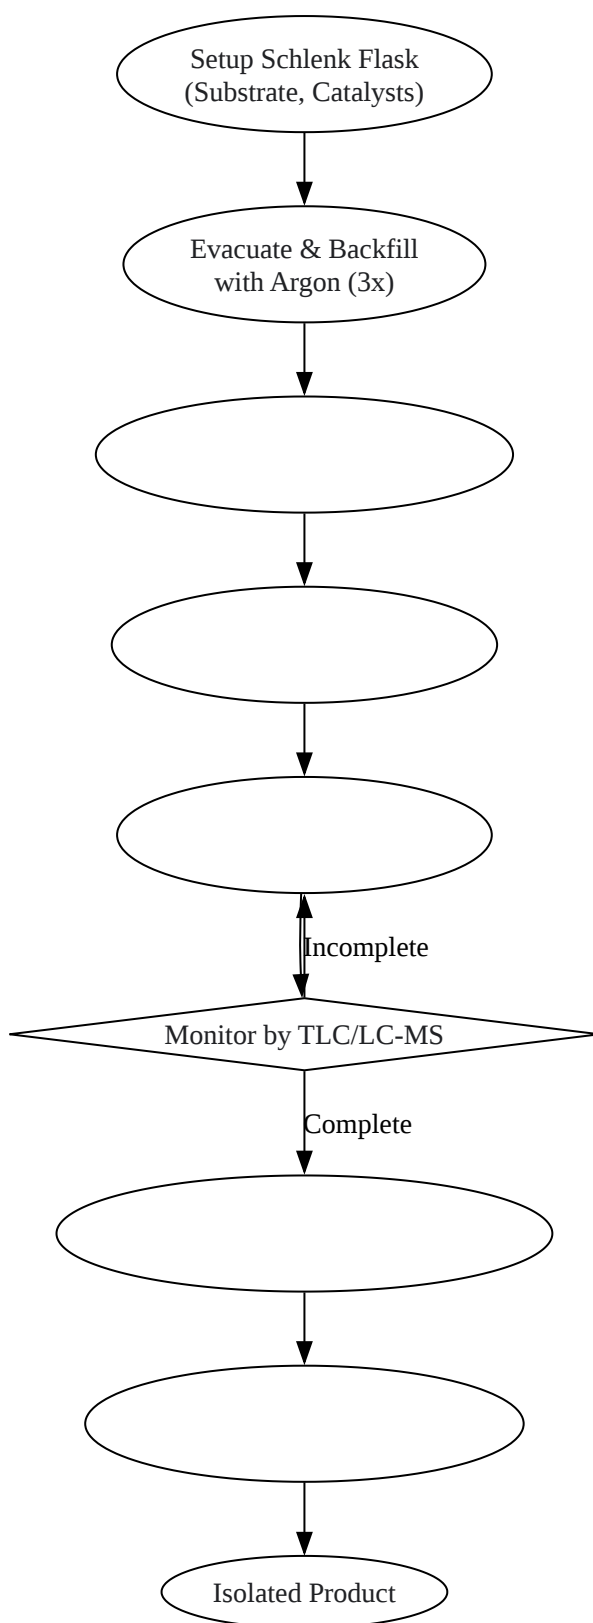 Setup Schlenk Flask
(Substrate, Catalysts)
Evacuate & Backfill
with Argon (3x)
Incomplete
Monitor by TLC/LC-MS
Complete
Isolated Product